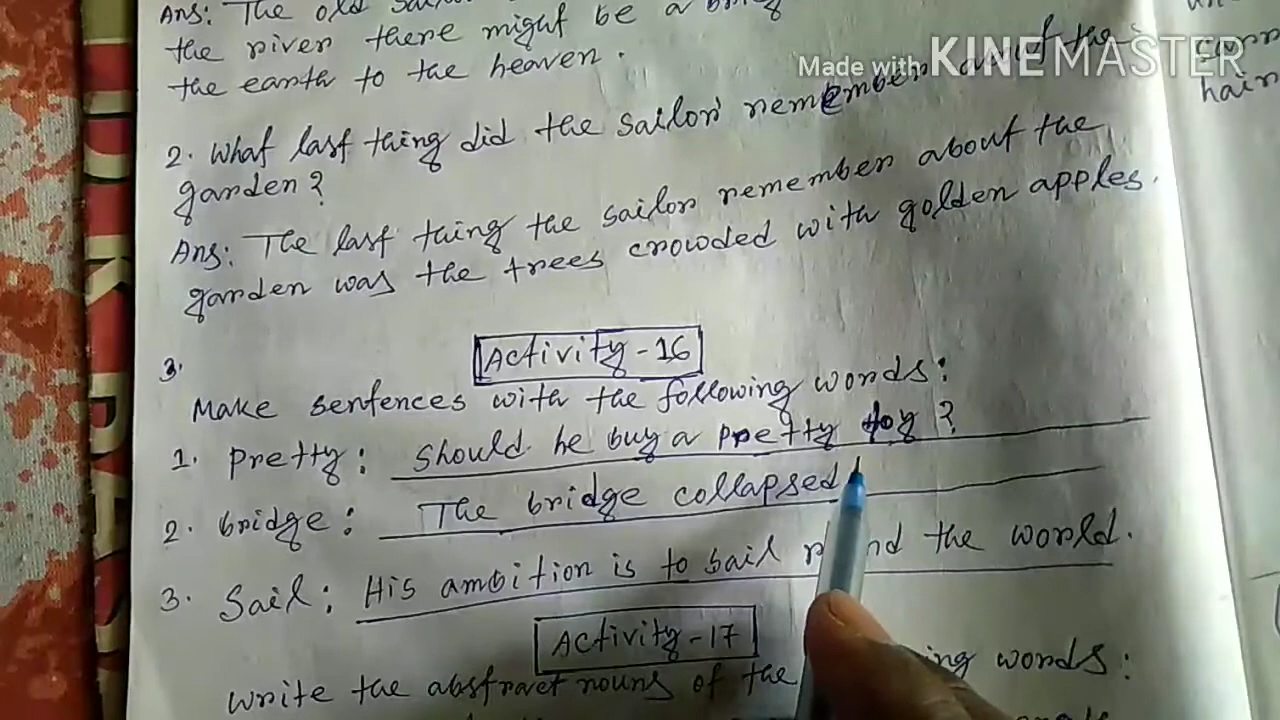 Ans: The old
the river there might be a
the earth to the heaven.
Made with KINEMASTER
2. What last thing did the sailor remember about the
garden?
Ans: The last thing the sailor remember about the
garden was the trees crowded with golden apples.
3.
Activity-16
Make sentences with the following words:
1. Pretty: Should he buy a pretty toy?
2. bridge: The bridge collapsed
3. Sail: His ambition is to sail the world.
Activity-17
Write the abstract nouns of the words: